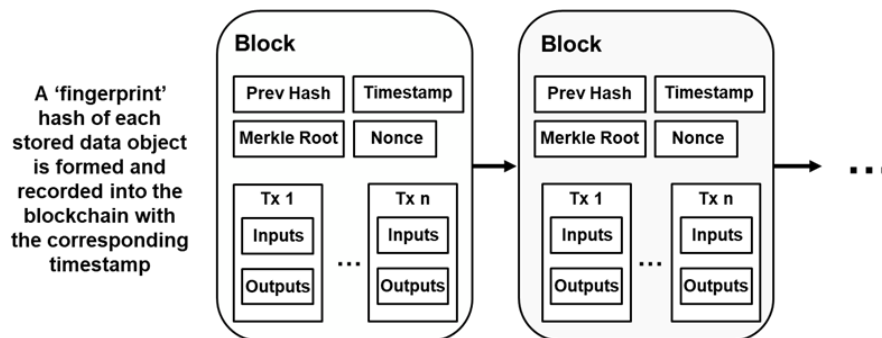 A ‘fingerprint’
hash of each
stored data object
is formed and
recorded into the
blockchain with
the corresponding
timestamp
Block
Prev Hash
Timestamp
Merkle Root
Nonce
Tx 1
Inputs
Outputs
...
Tx n
Inputs
Outputs
Block
Prev Hash
Timestamp
Merkle Root
Nonce
Tx 1
Inputs
Outputs
...
Tx n
Inputs
Outputs
...